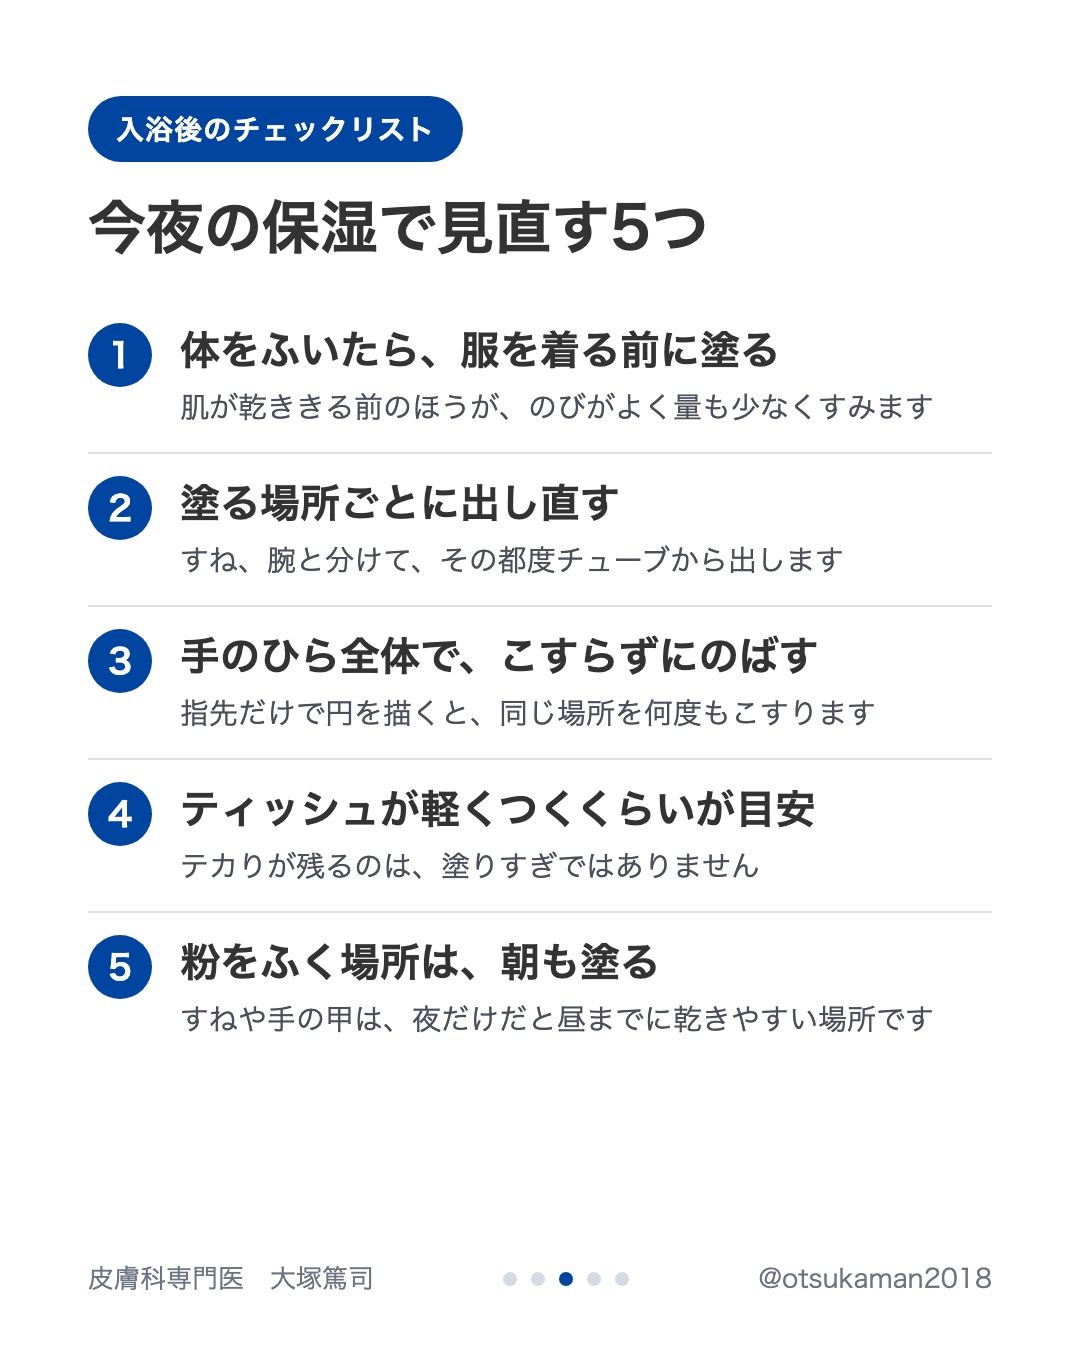 入浴後のチェックリスト
今夜の保湿で見直す5つ
1 体をふいたら、服を着る前に塗る
肌が乾ききる前のほうが、のびがよく量も少なくすみます
2 塗る場所ごとに出し直す
すね、腕と分けて、その都度チューブから出します
3 手のひら全体で、こすらずにのばす
指先だけで円を描くと、同じ場所を何度もこすります
4 ティッシュが軽くつくくらいが目安
テカりが残るのは、塗りすぎではありません
5 粉をふく場所は、朝も塗る
すねや手の甲は、夜だけだと昼までに乾きやすい場所です
皮膚科専門医　大塚篤司
@otsukaman2018